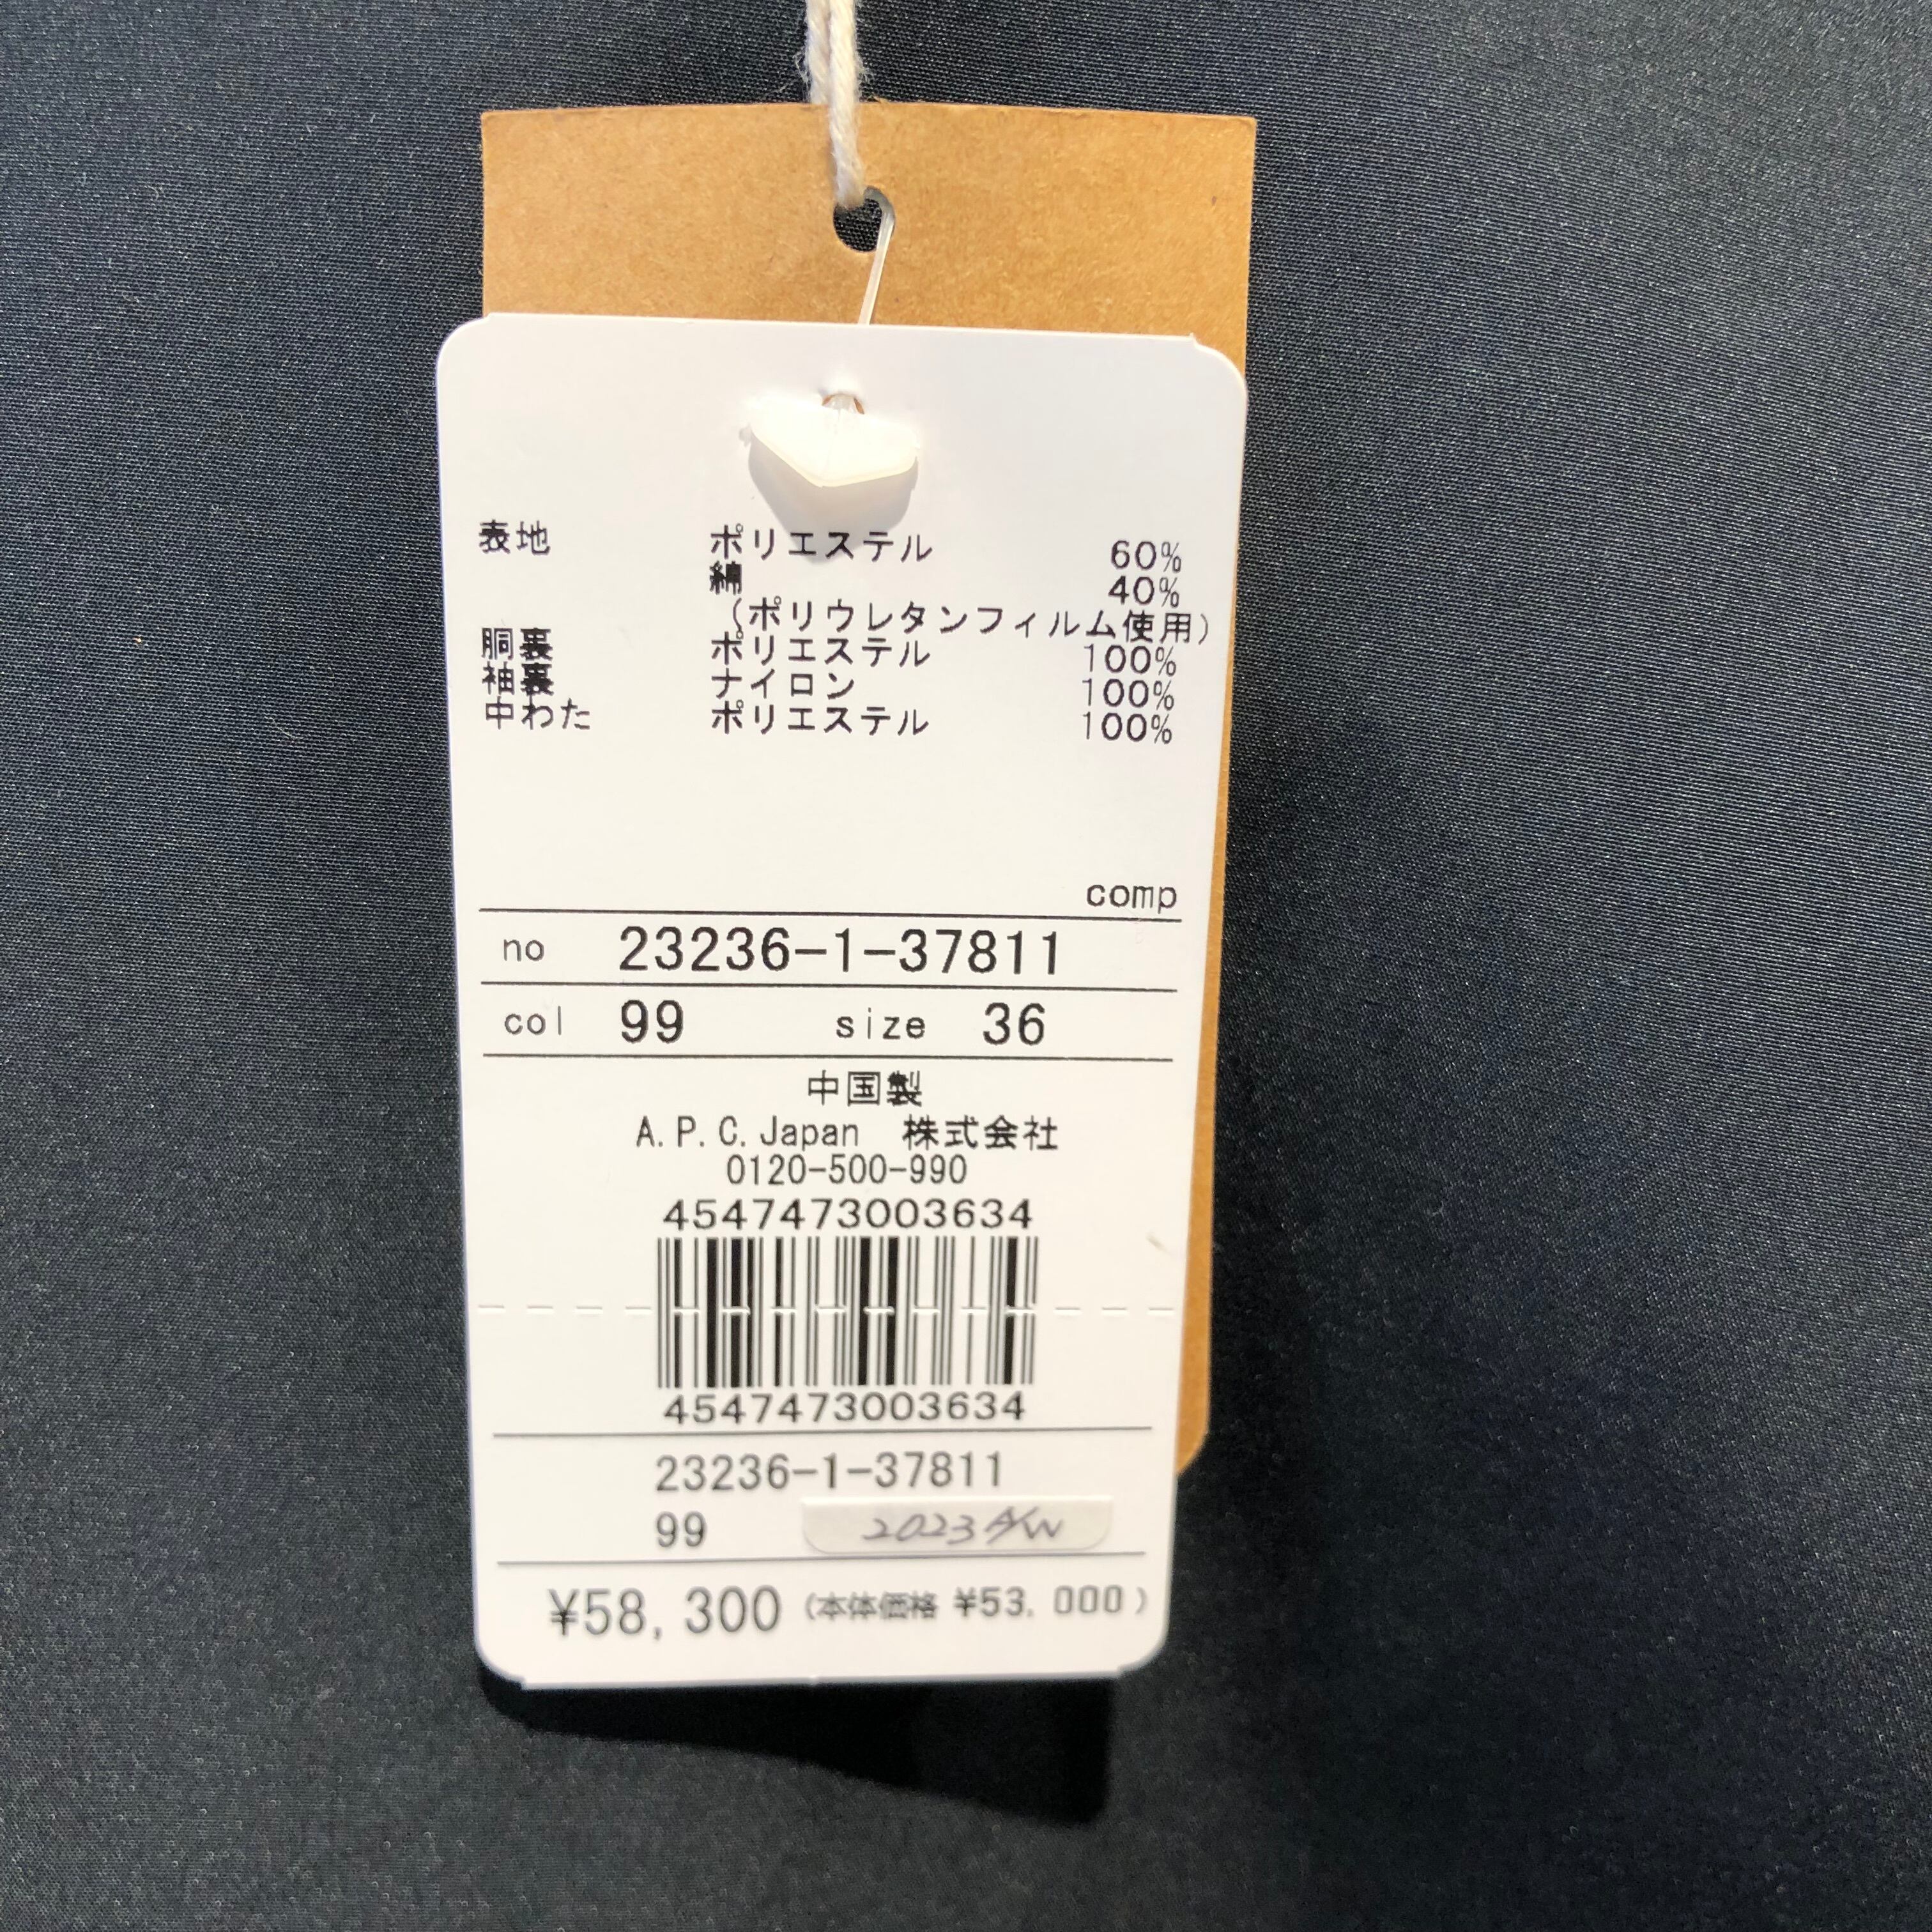 表地 ポリエステル 60%
綿 40%
(ポリウレタンフィルム使用)
胴裏 ポリエステル 100%
袖裏 ナイロン 100%
中わた ポリエステル 100%
comp
no 23236-1-37811
col 99 size 36
中国製
A.P.C.Japan 株式会社
0120-500-990
4547473003634
4547473003634
23236-1-37811
99 2023 A/W
¥58,300 (本体価格 ¥53,000)